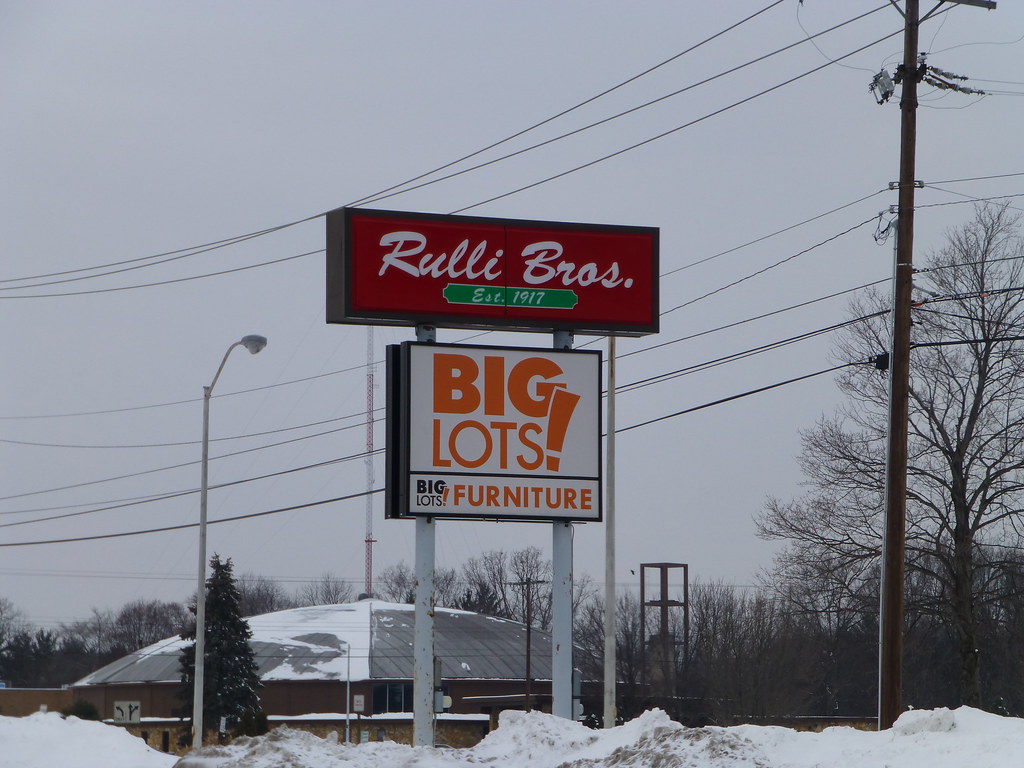 Rulli Bros.
Est. 1917
BIG
LOTS!
BIG LOTS! FURNITURE